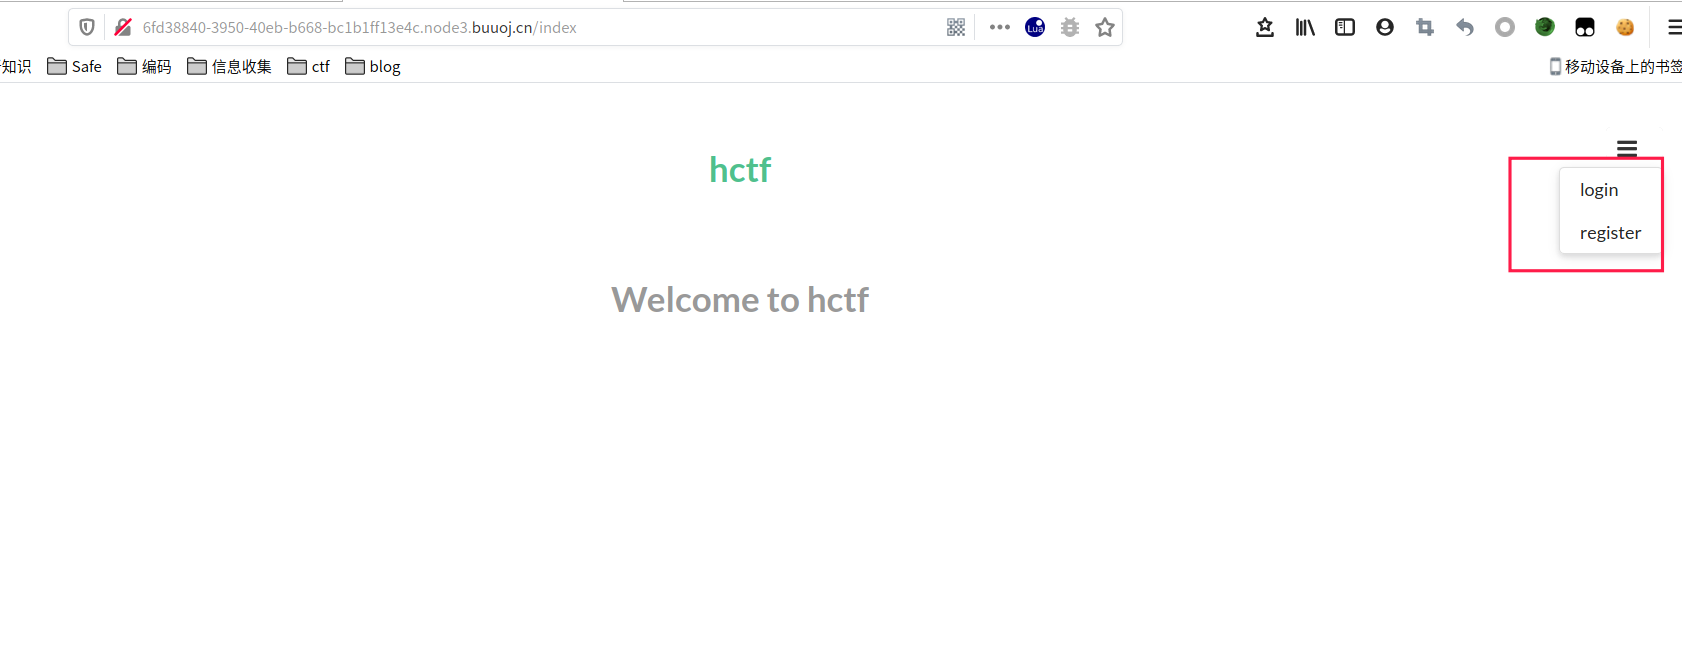 6fd38840-3950-40eb-b668-bc1b1ff13e4c.node3.buuoj.cn/index
Lua
知识 Safe 编码 信息收集 ctf blog 移动设备上的书签
hctf
login
register
Welcome to hctf